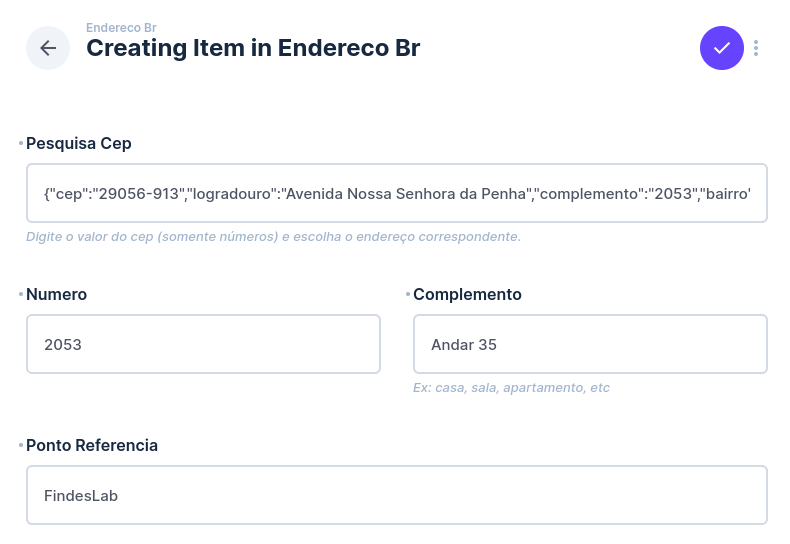 Endereco Br
Creating Item in Endereco Br
Pesquisa Cep
{"cep":"29056-913","logradouro":"Avenida Nossa Senhora da Penha","complemento":"2053","bairro"
Digite o valor do cep (somente números) e escolha o endereço correspondente.
Numero
Complemento
2053
Andar 35
Ex: casa, sala, apartamento, etc
Ponto Referencia
FindesLab